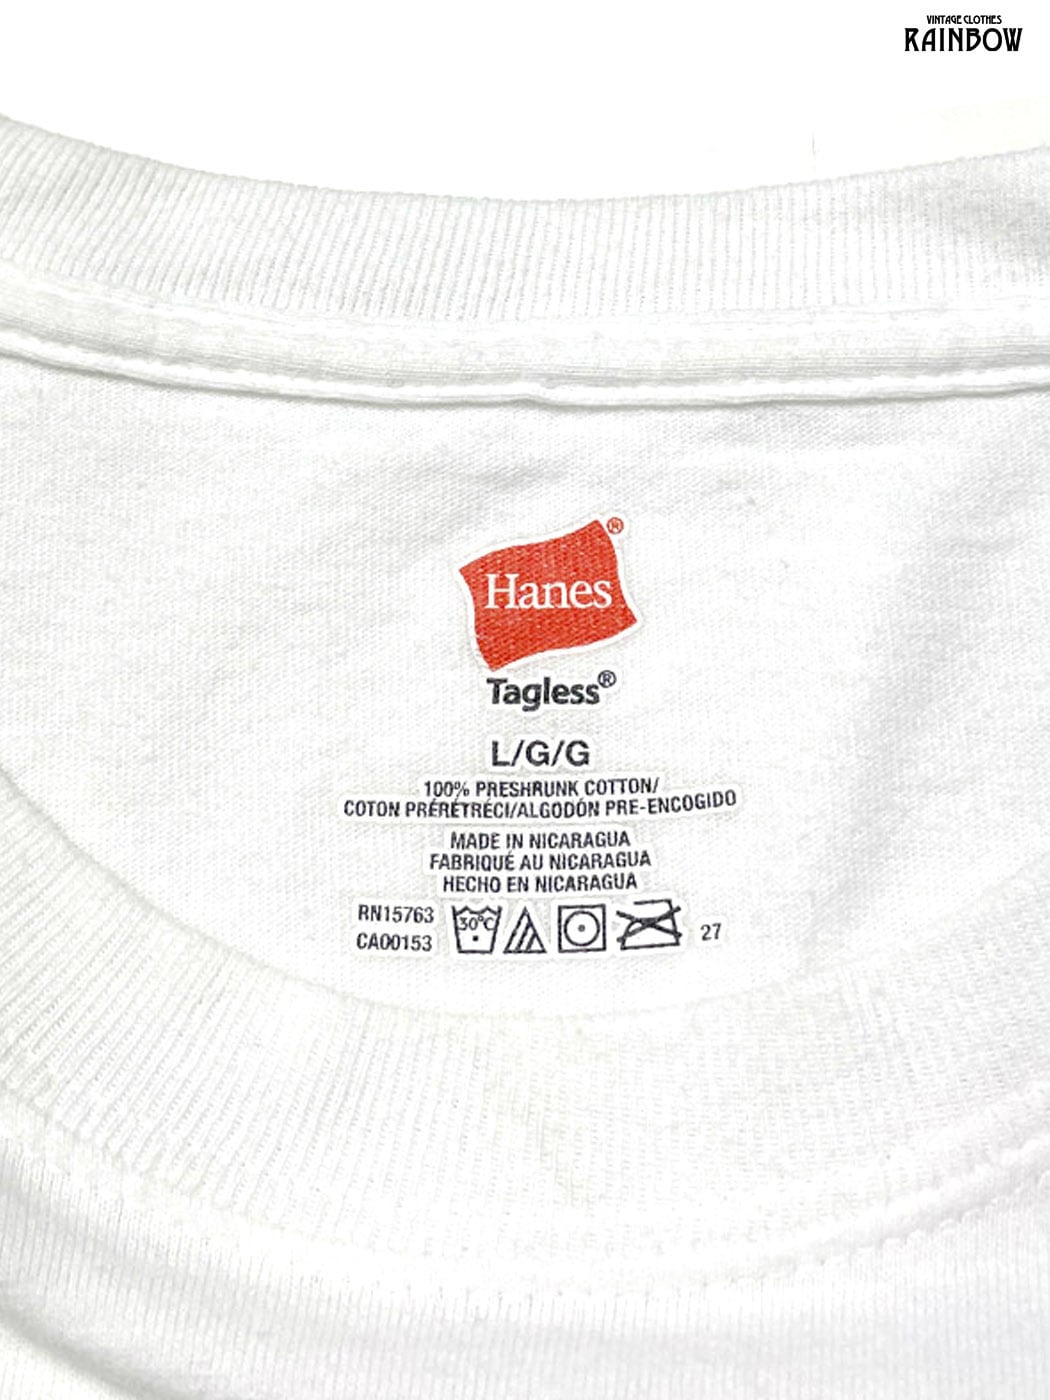 VINTAGE CLOTHES
RAINBOW
Hanes®
Tagless®
L/G/G
100% PRESHRUNK COTTON/
COTON PRÉRÉTRÉCI/ALGODÓN PRE-ENCOGIDO
MADE IN NICARAGUA
FABRIQUÉ AU NICARAGUA
HECHO EN NICARAGUA
RN15763
CA00153
30°C
27